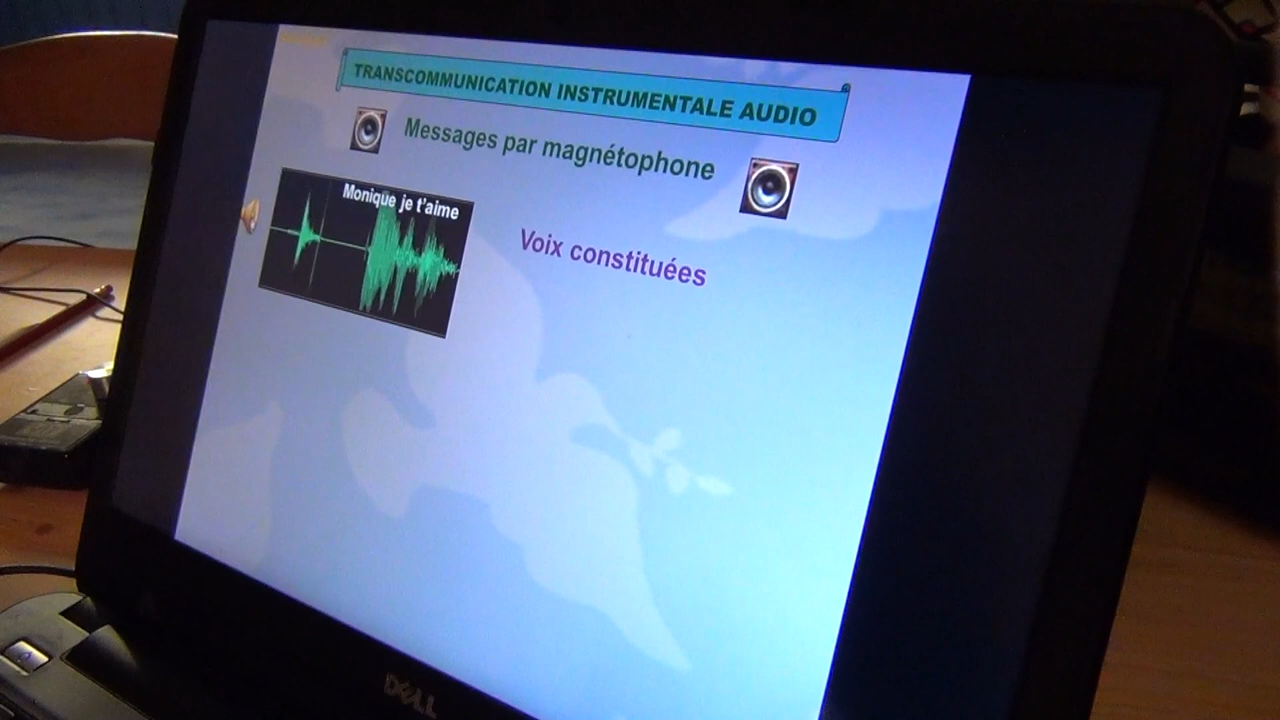 TRANSCOMMUNICATION INSTRUMENTALE AUDIO
Messages par magnétophone
Monique je t'aime
Voix constituées
DELL